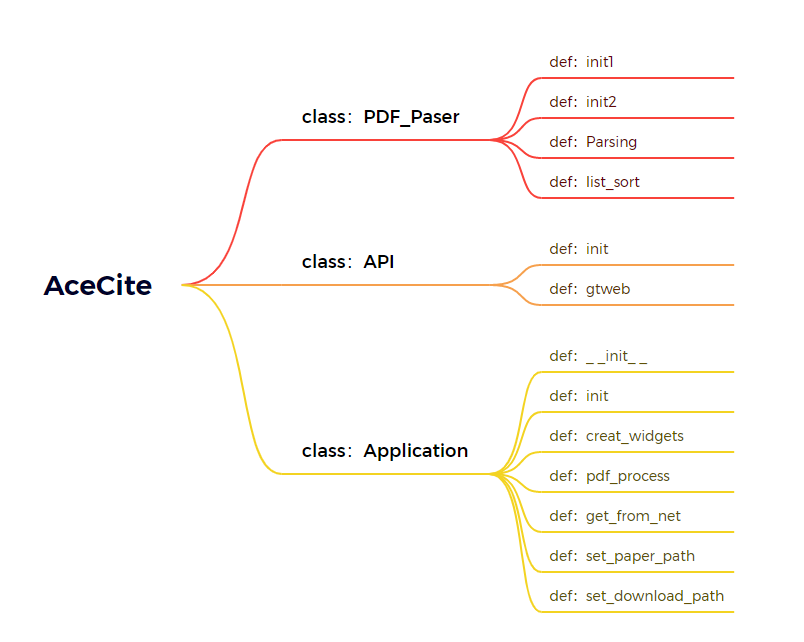 AceCite
class：PDF_Paser
def：init1
def：init2
def：Parsing
def：list_sort
class：API
def：init
def：gtweb
class：Application
def：_ _init_ _
def：init
def：creat_widgets
def：pdf_process
def：get_from_net
def：set_paper_path
def：set_download_path